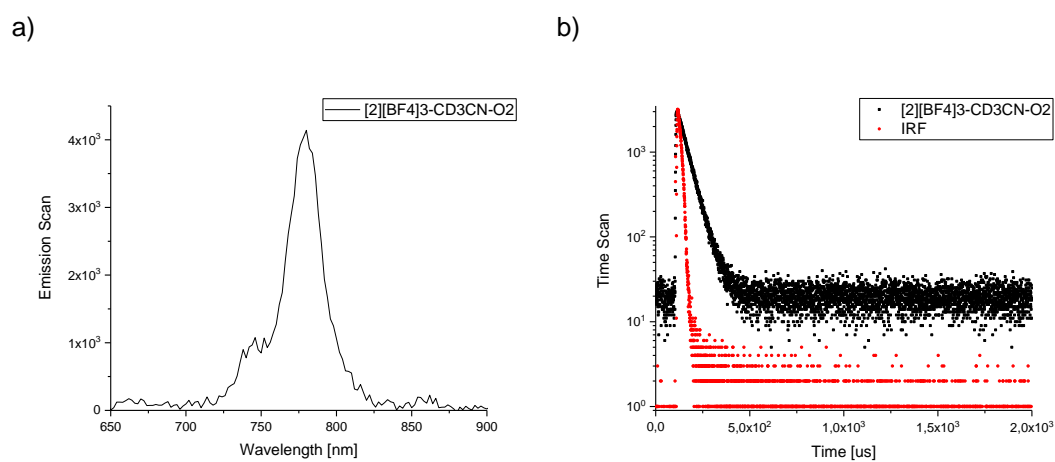 a)
[2][BF4]3-CD3CN-O2
Emission Scan
4x10³
4x10³
2x10³
1x10³
0
650
700
750
800
850
900
Wavelength [nm]
b)
[2][BF4]3-CD3CN-O2
IRF
Time Scan
10³
10²
10¹
10⁰
0,0
5,0x10²
1,0x10³
1,5x10³
2,0x10³
Time [us]